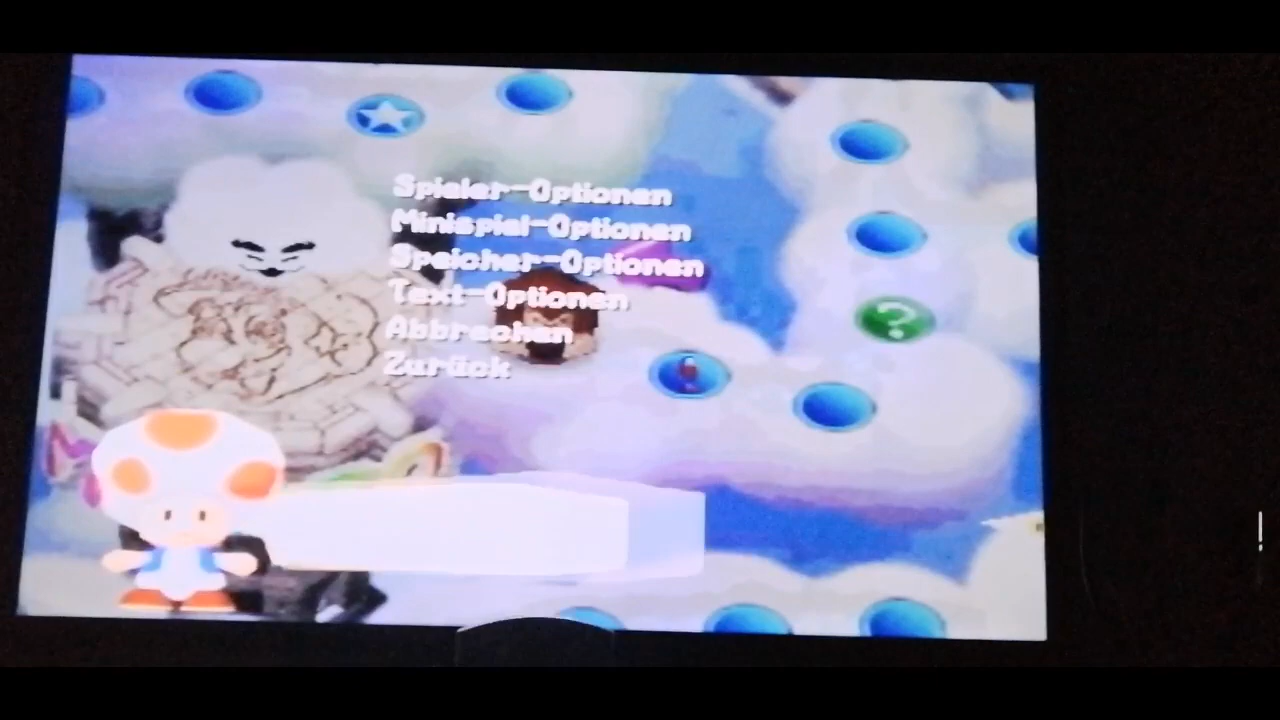 Spieler-Optionen
Minispiel-Optionen
Speicher-Optionen
Text-Optionen
Abbrechen
Zurück
?